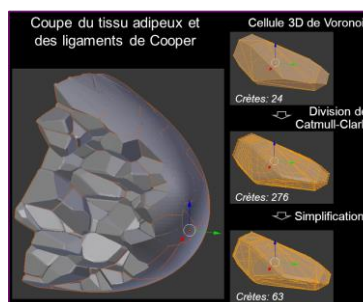 Coupe du tissu adipeux et
des ligaments de Cooper
Cellule 3D de Voronoï
Crêtes: 24
Division de
Catmull-Clark
Crêtes: 276
Simplification
Crêtes: 63